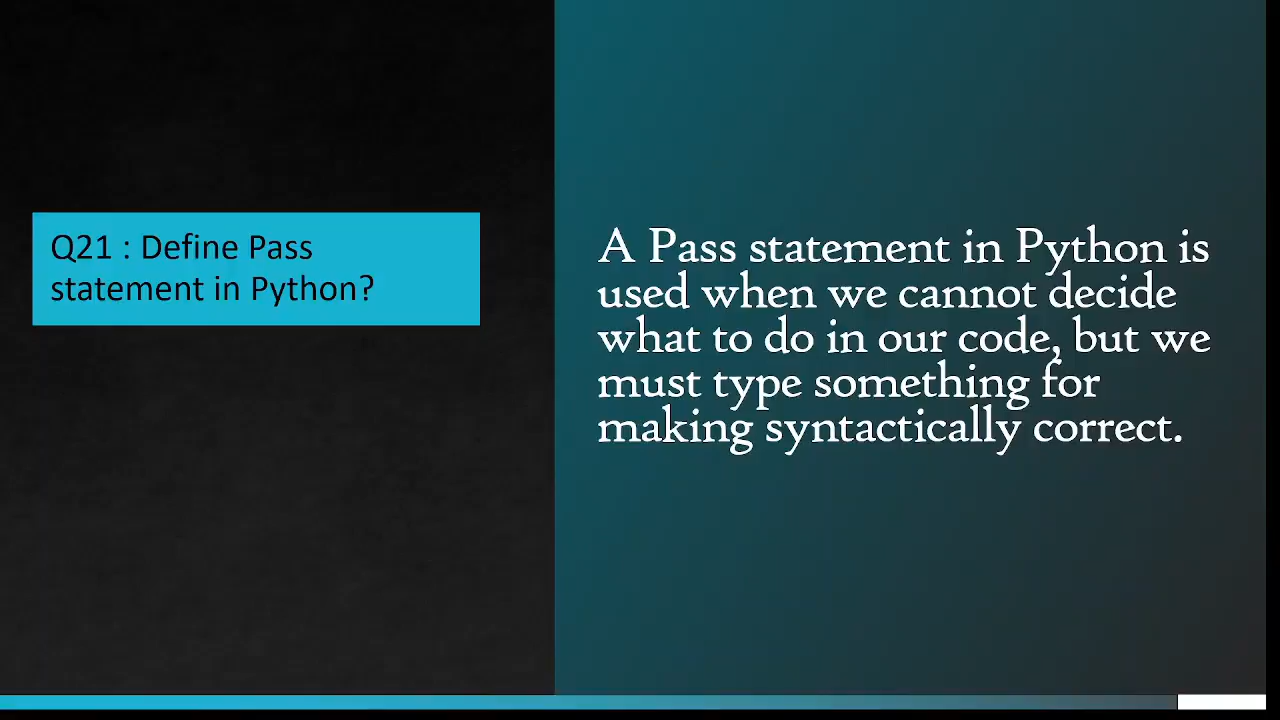 Q21 : Define Pass
statement in Python?
A Pass statement in Python is
used when we cannot decide
what to do in our code, but we
must type something for
making syntactically correct.